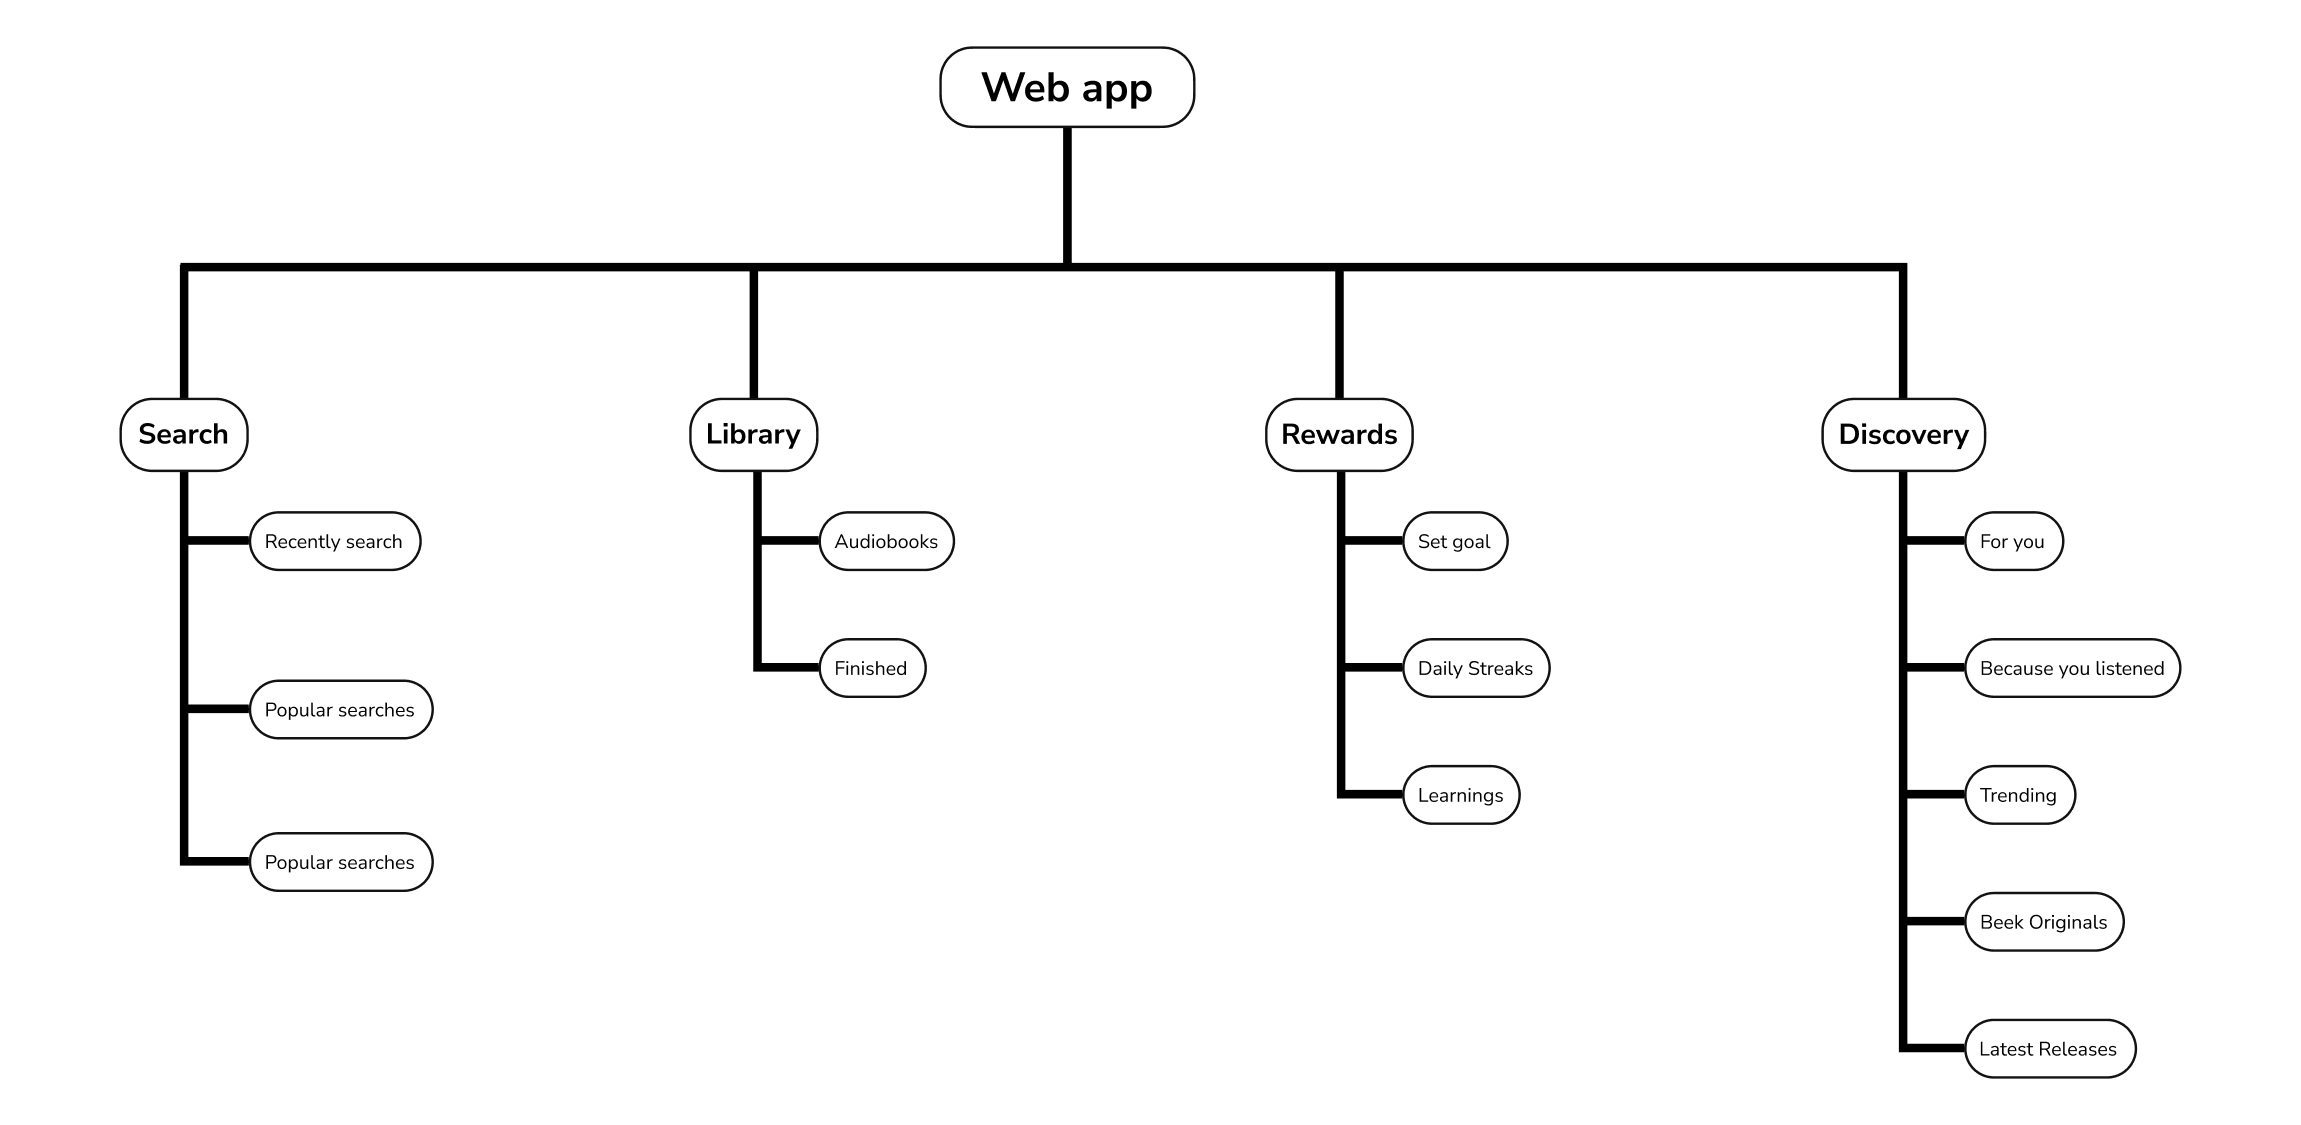 Web app
Search
Recently search
Popular searches
Popular searches
Library
Audiobooks
Finished
Rewards
Set goal
Daily Streaks
Learnings
Discovery
For you
Because you listened
Trending
Beek Originals
Latest Releases